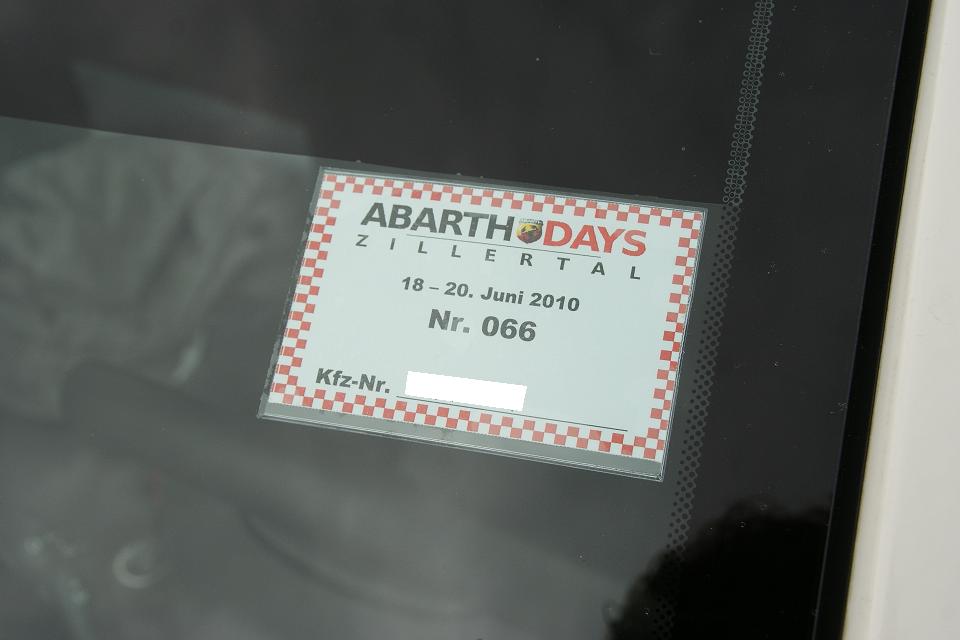 ABARTH DAYS
ZILLERTAL
18 – 20. Juni 2010
Nr. 066
Kfz-Nr.